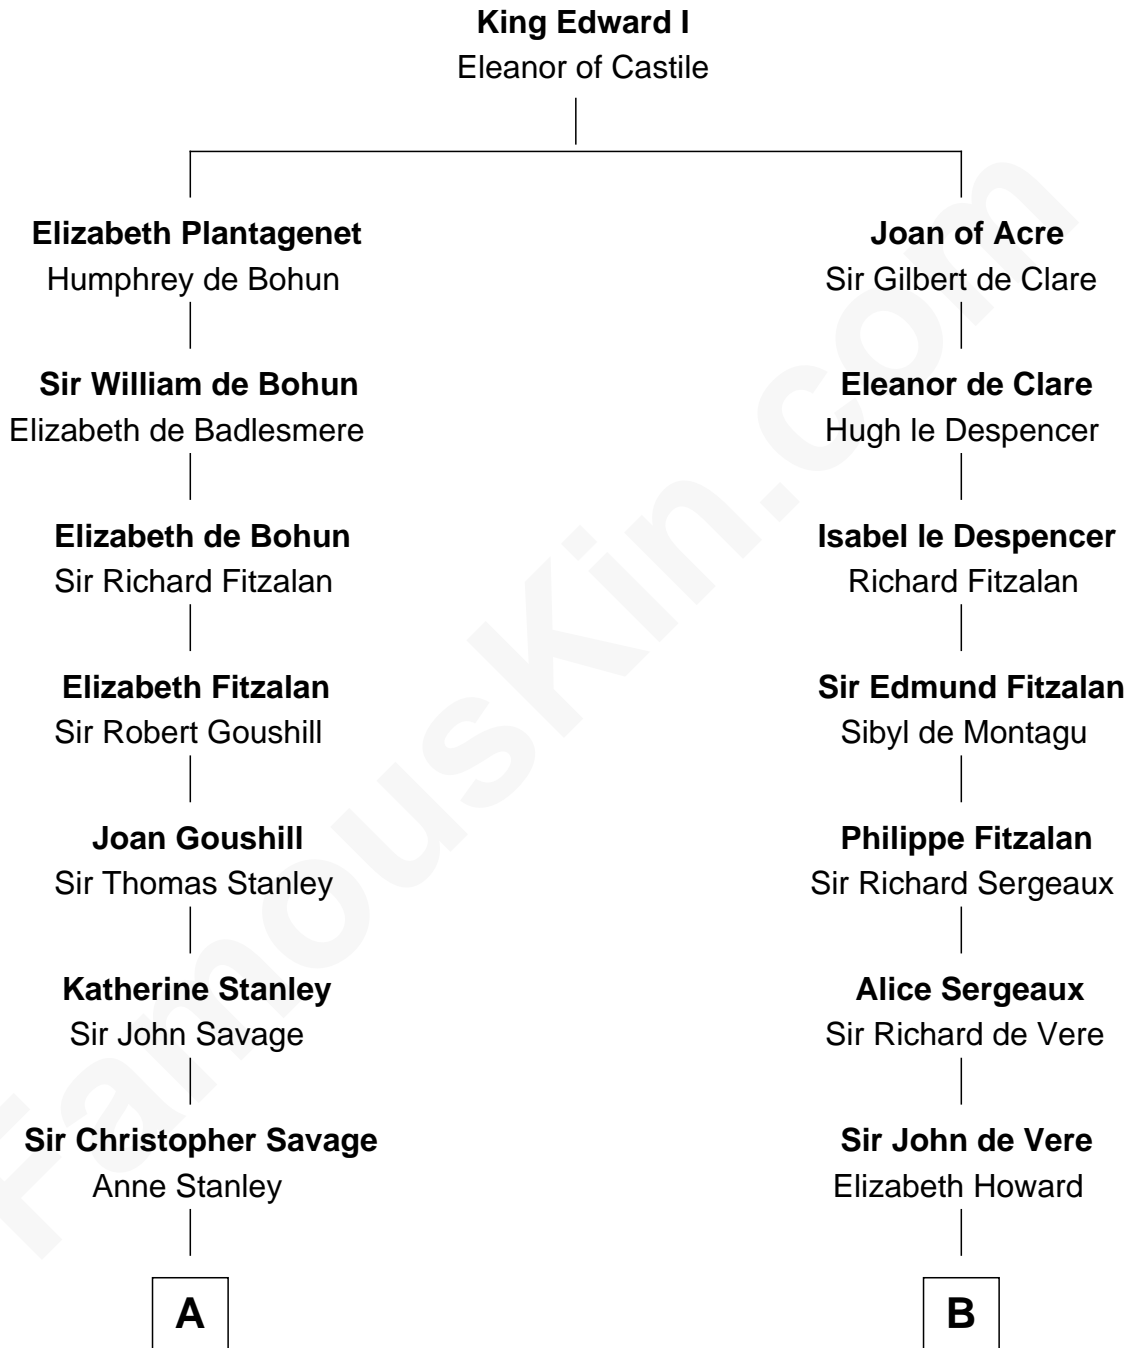 King Edward I
Eleanor of Castile
Elizabeth Plantagenet
Humphrey de Bohun
Joan of Acre
Sir Gilbert de Clare
Sir William de Bohun
Elizabeth de Badlesmere
Eleanor de Clare
Hugh le Despencer
Elizabeth de Bohun
Sir Richard Fitzalan
Isabel le Despencer
Richard Fitzalan
Elizabeth Fitzalan
Sir Robert Goushill
Sir Edmund Fitzalan
Sibyl de Montagu
Joan Goushill
Sir Thomas Stanley
Philippe Fitzalan
Sir Richard Sergeaux
Katherine Stanley
Sir John Savage
Alice Sergeaux
Sir Richard de Vere
Sir Christopher Savage
Anne Stanley
Sir John de Vere
Elizabeth Howard
A
B
FamousKin.com